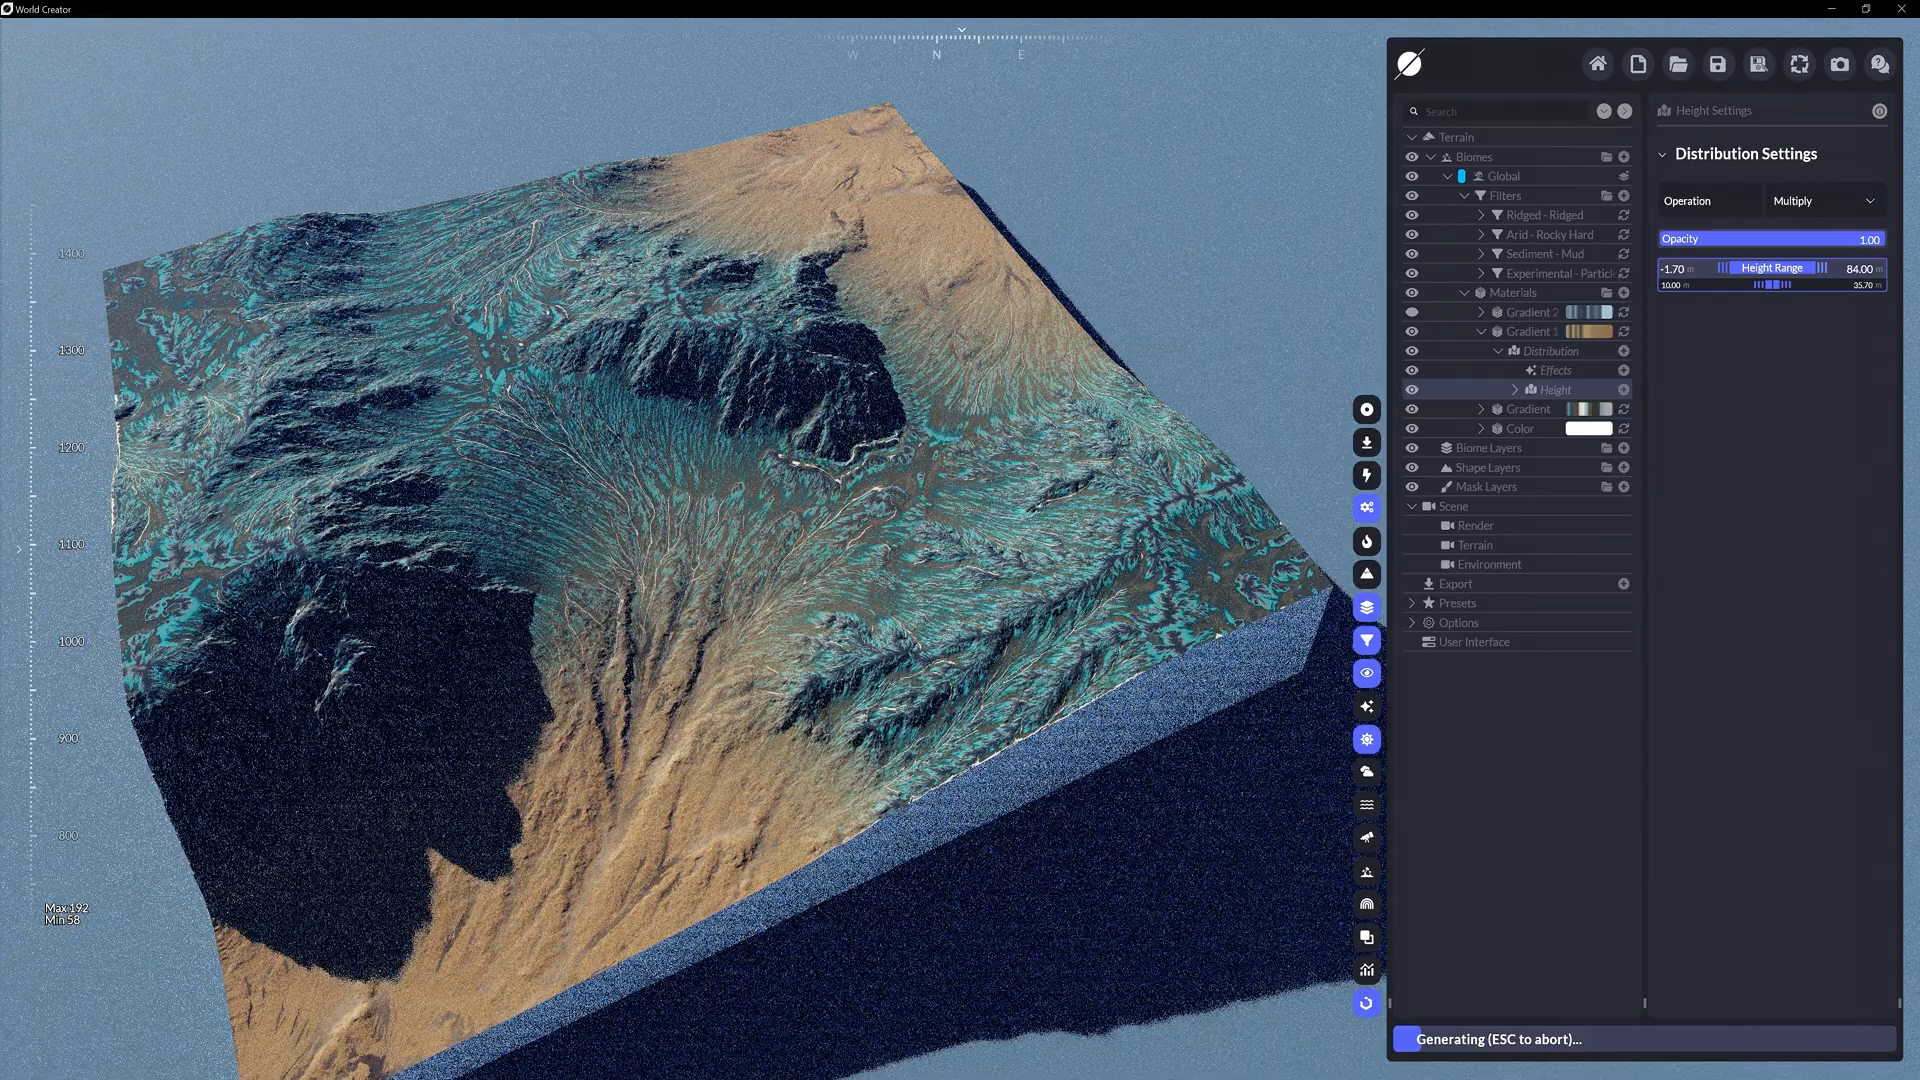 World Creator
W N E
Search
Terrain
Biomes
Global
Filters
Ridged - Ridged
Arid - Rocky Hard
Sediment - Mud
Experimental - Particle
Materials
Gradient 2
Gradient 1
Distribution
Effects
Height
Gradient
Color
Biome Layers
Shape Layers
Mask Layers
Scene
Render
Terrain
Environment
Export
Presets
Options
User Interface
Height Settings
Distribution Settings
Operation Multiply
Opacity 1.00
-1.70 m Height Range 84.00 m
10.00 m 35.70 m
1400
1300
1200
1100
1000
900
800
Max 192
Min 58
Generating (ESC to abort)...